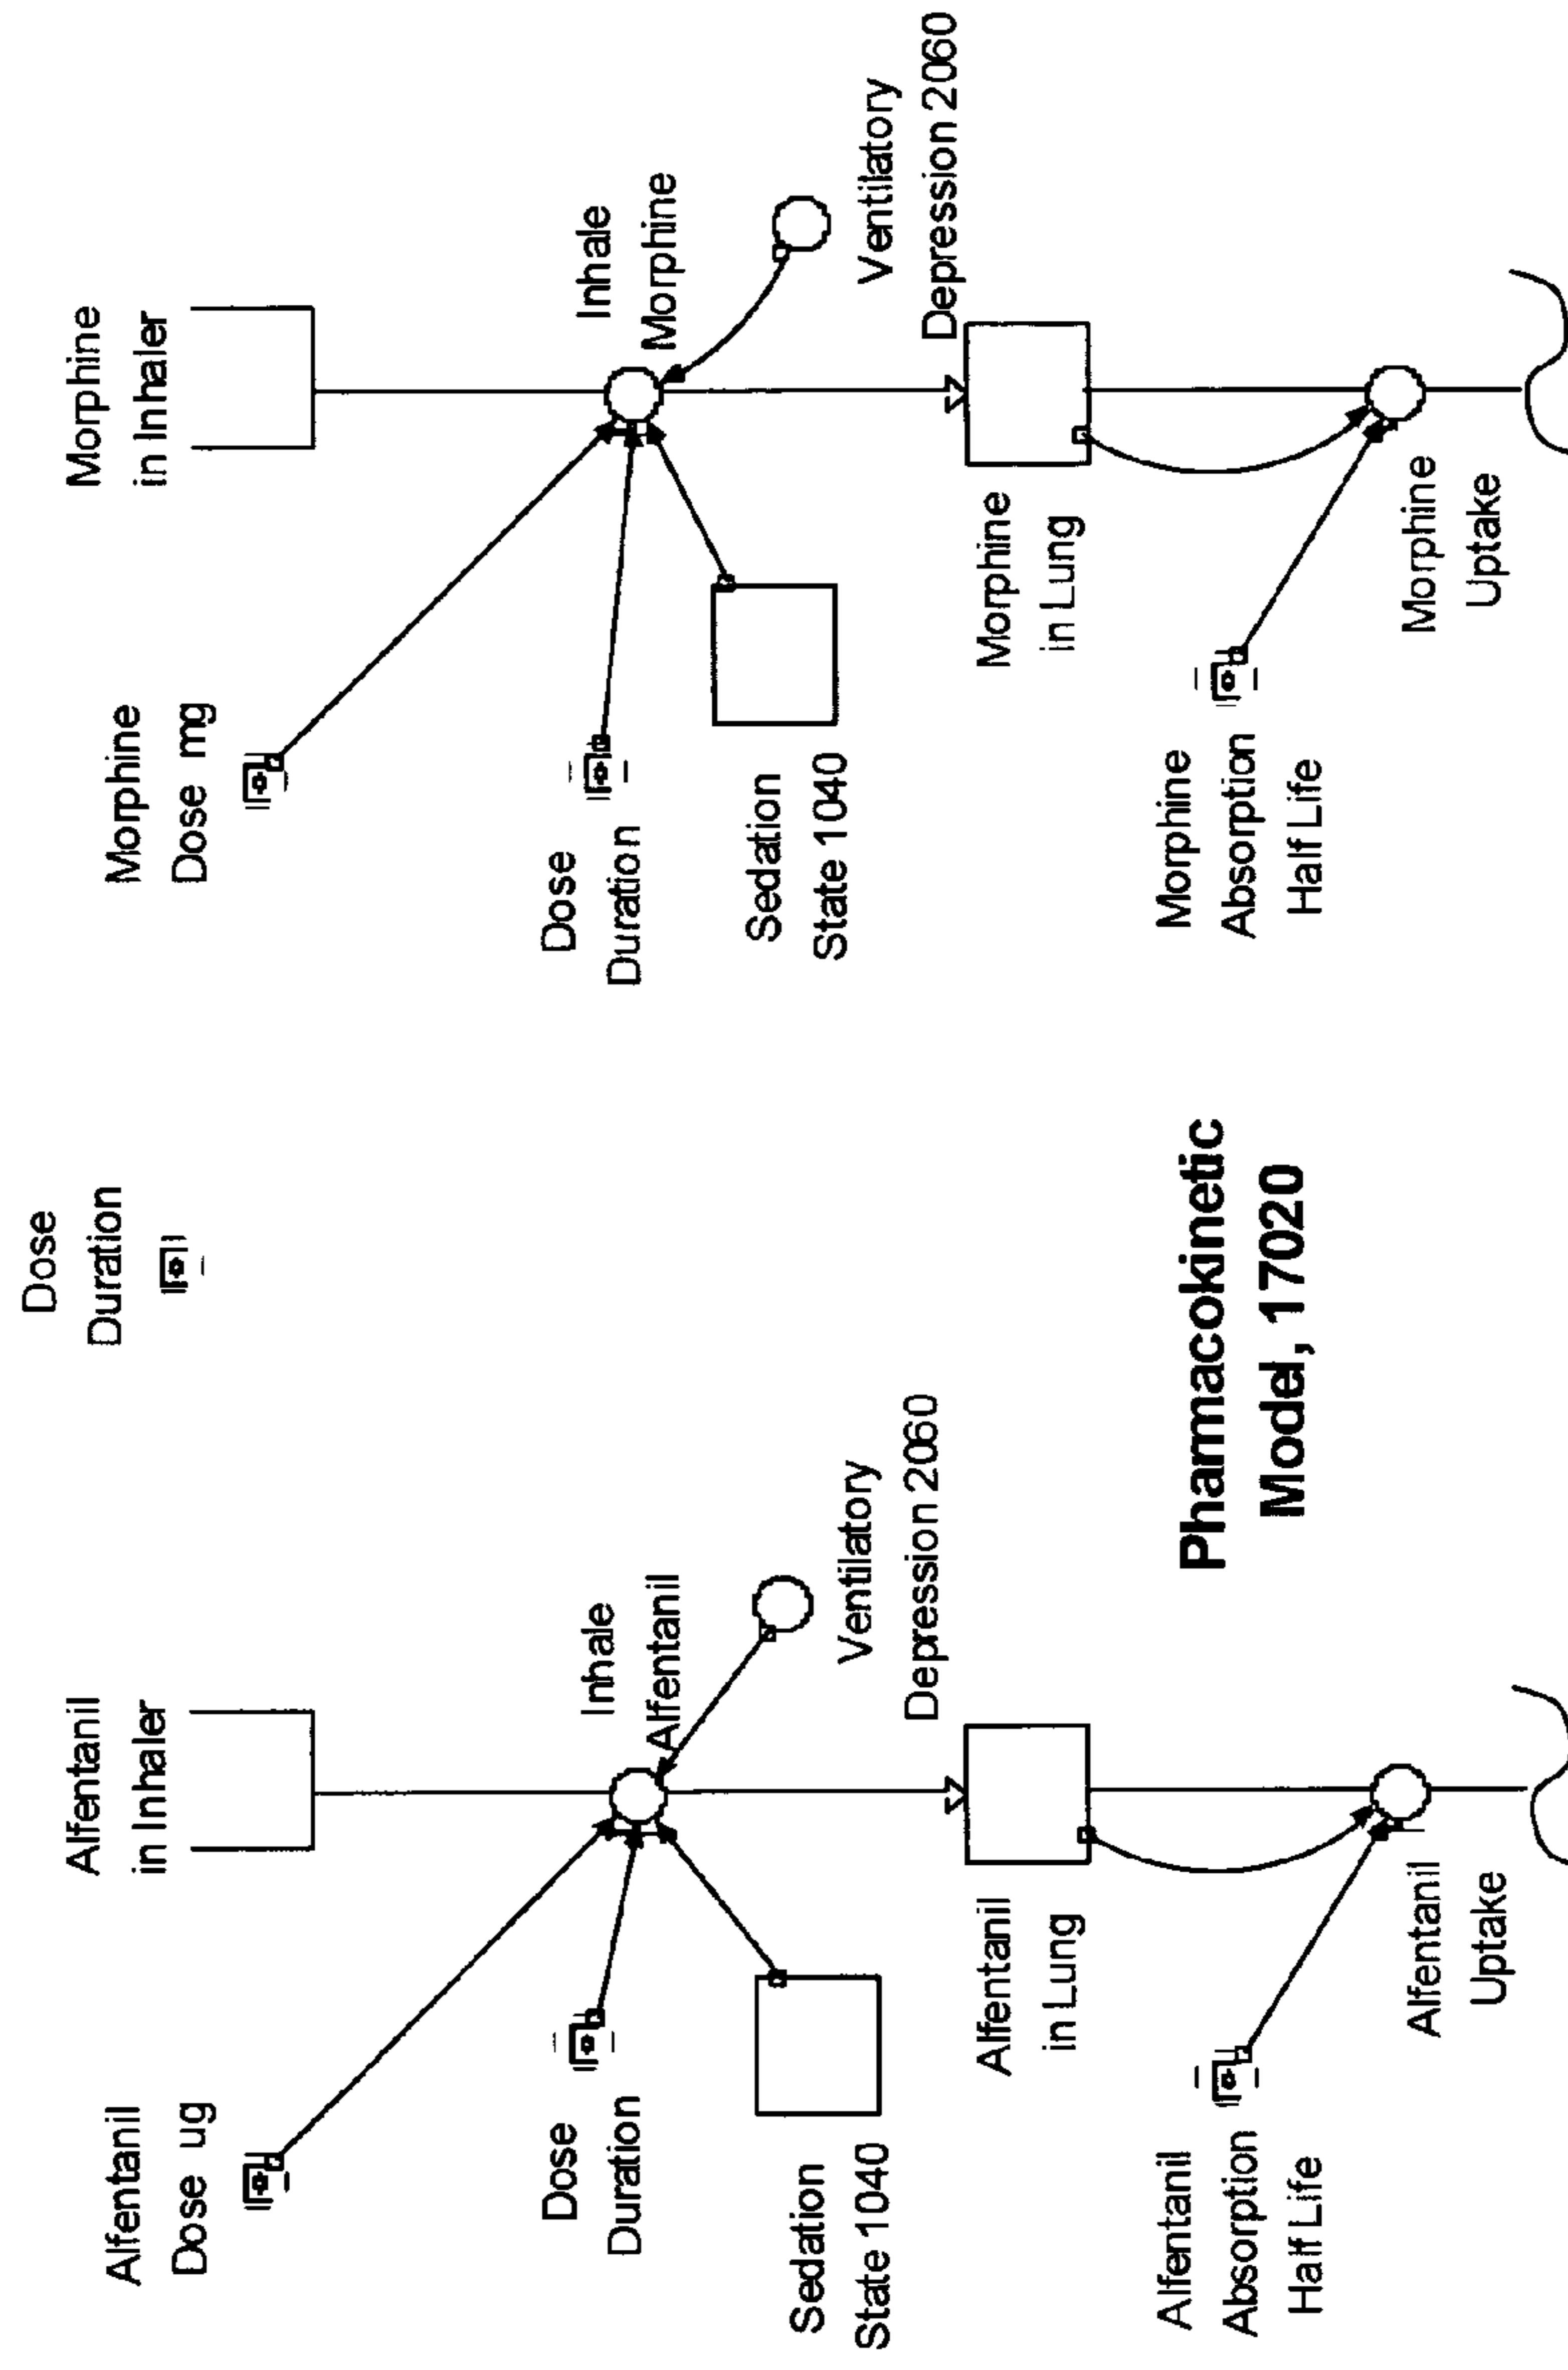 Dose
Duration
Alfentanil
in Inhaler
Morphine
in Inhaler
Alfentanil
Dose ug
Morphine
Dose mg
Dose
Duration
Inhale
Alfentanil
Dose
Duration
Inhale
Morphine
Sedation
State 1040
Ventilatory
Depression 2060
Sedation
State 1040
Ventilatory
Depression 2060
Alfentanil
in Lung
Morphine
in Lung
Alfentanil
Absorption
Half Life
Pharmacokinetic
Model, 17020
Morphine
Absorption
Half Life
Alfentanil
Uptake
Morphine
Uptake